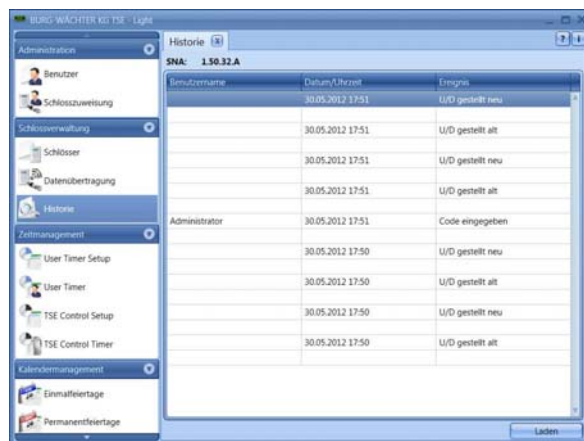 BURG-WÄCHTER KG TSE - Light
Administration
Benutzer
Schlosszuweisung
Schlossverwaltung
Schlösser
Datenübertragung
Historie
Zeitmanagement
User Timer Setup
User Timer
TSE Control Setup
TSE Control Timer
Kalendermanagement
Einmalfeiertage
Permanentfeiertage
Historie
? i
SNA: 1.50.32.A
Benutzername Datum/Uhrzeit Ereignis
30.05.2012 17:51 U/D gestellt neu
30.05.2012 17:51 U/D gestellt alt
30.05.2012 17:51 U/D gestellt neu
30.05.2012 17:51 U/D gestellt alt
Administrator 30.05.2012 17:51 Code eingegeben
30.05.2012 17:50 U/D gestellt neu
30.05.2012 17:50 U/D gestellt alt
30.05.2012 17:50 U/D gestellt neu
30.05.2012 17:50 U/D gestellt alt
Laden